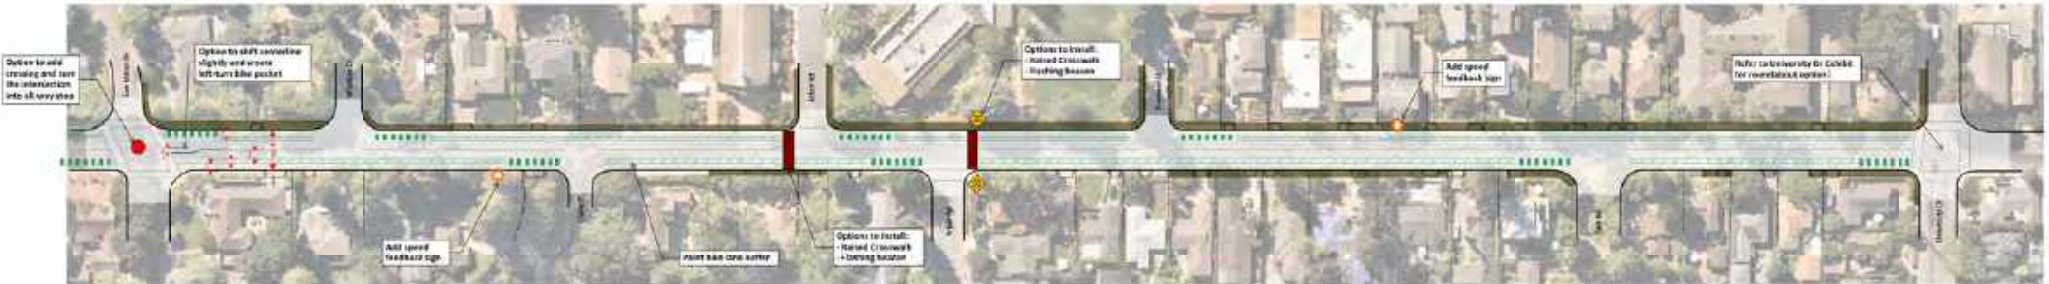 Option to add
crossing and turn
the intersection
into all-way stop
Option to shift centerline
slightly and create
left-turn bike pocket
Options to Install:
- Raised Crosswalk
- Flashing beacon
Add speed
feedback sign
Refer to University Dr Exhibit
for roundabout option.
Add speed
feedback sign
Paint bike lane buffer
Options to Install:
- Raised Crosswalk
- Flashing beacon